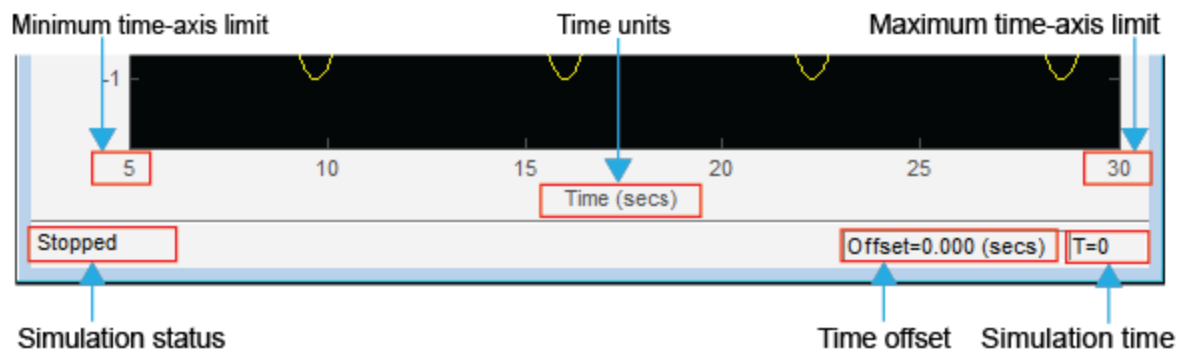 Minimum time-axis limit Time units Maximum time-axis limit
-1
5 10 15 20 25 30
Time (secs)
Stopped Offset=0.000 (secs) T=0
Simulation status Time offset Simulation time